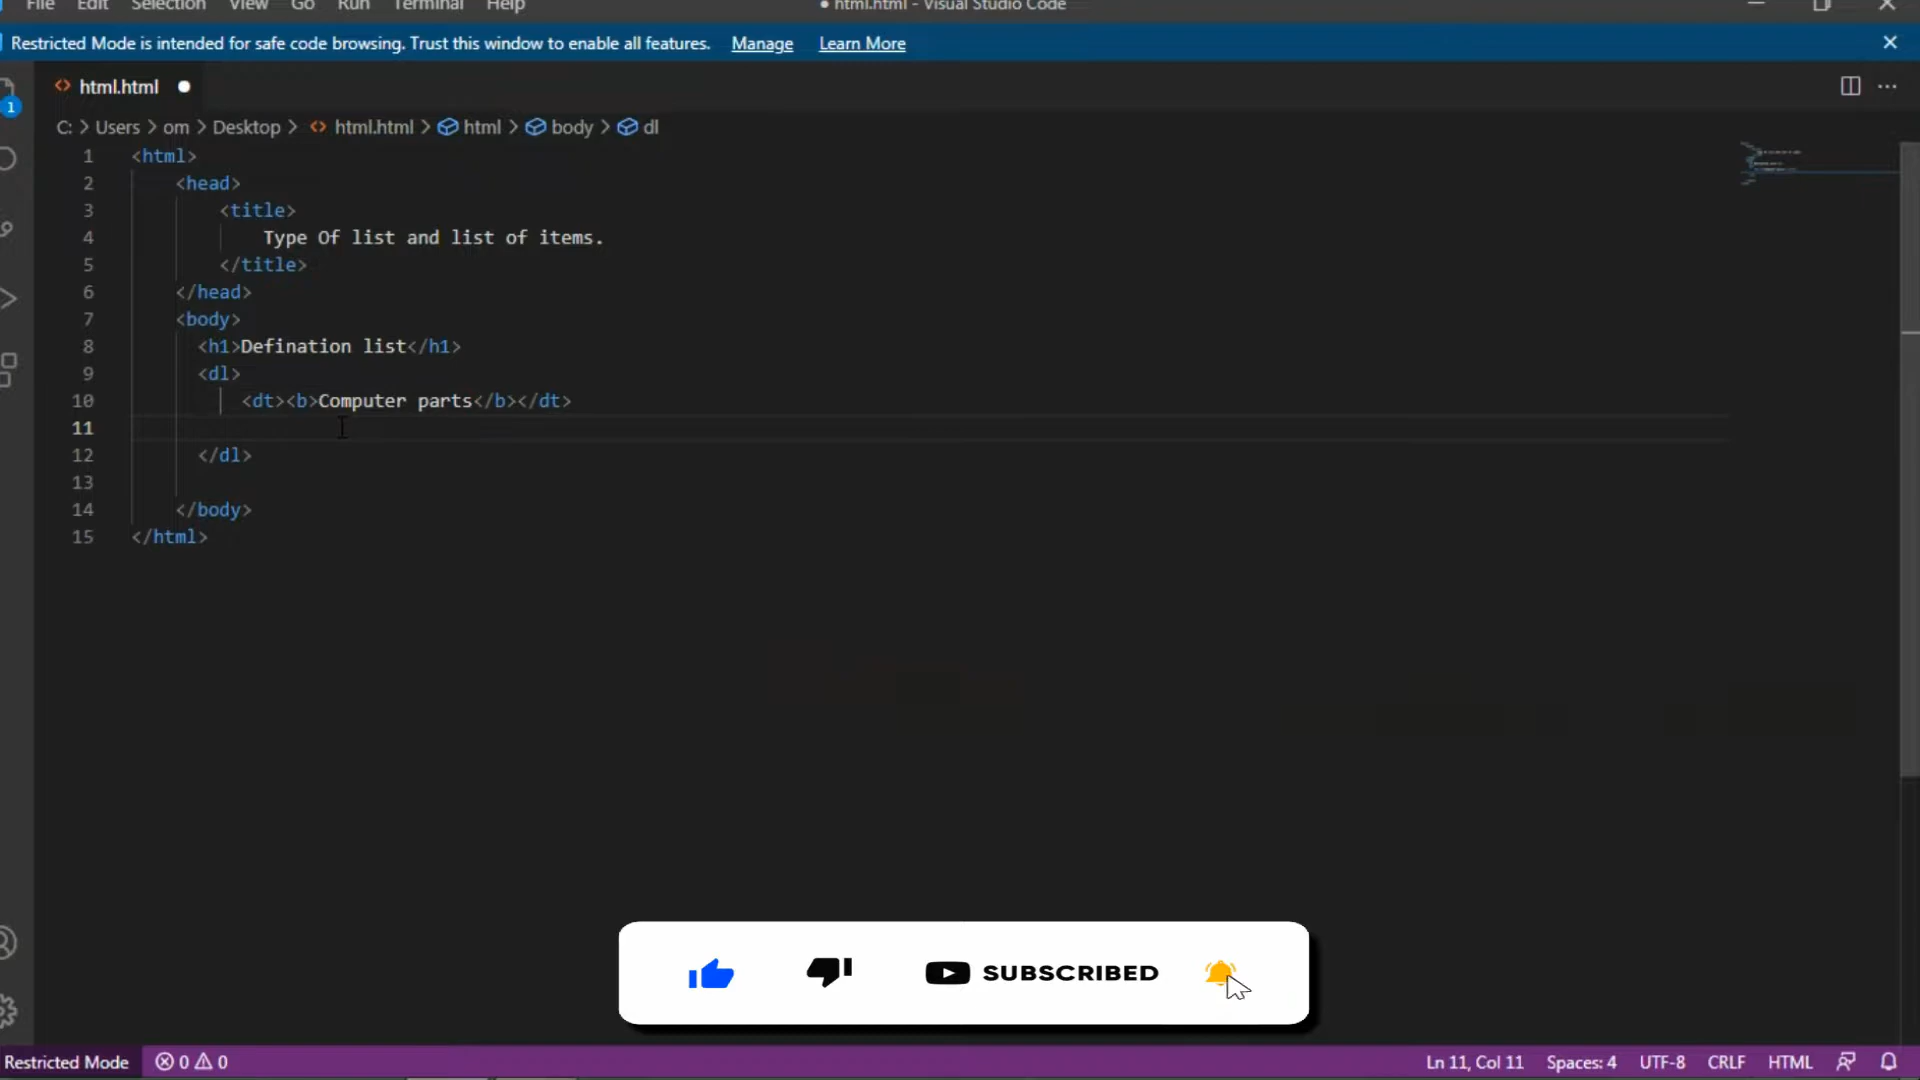 File Edit Selection View Go Run Terminal Help ● html.html - Visual Studio Code
Restricted Mode is intended for safe code browsing. Trust this window to enable all features. Manage Learn More
html.html
C: > Users > om > Desktop > html.html > html > body > dl
1 <html>
2 <head>
3 <title>
4 Type Of list and list of items.
5 </title>
6 </head>
7 <body>
8 <h1>Defination list</h1>
9 <dl>
10 <dt><b>Computer parts</b></dt>
11
12 </dl>
13
14 </body>
15 </html>
1
SUBSCRIBED
Restricted Mode 0 0 Ln 11, Col 11 Spaces: 4 UTF-8 CRLF HTML